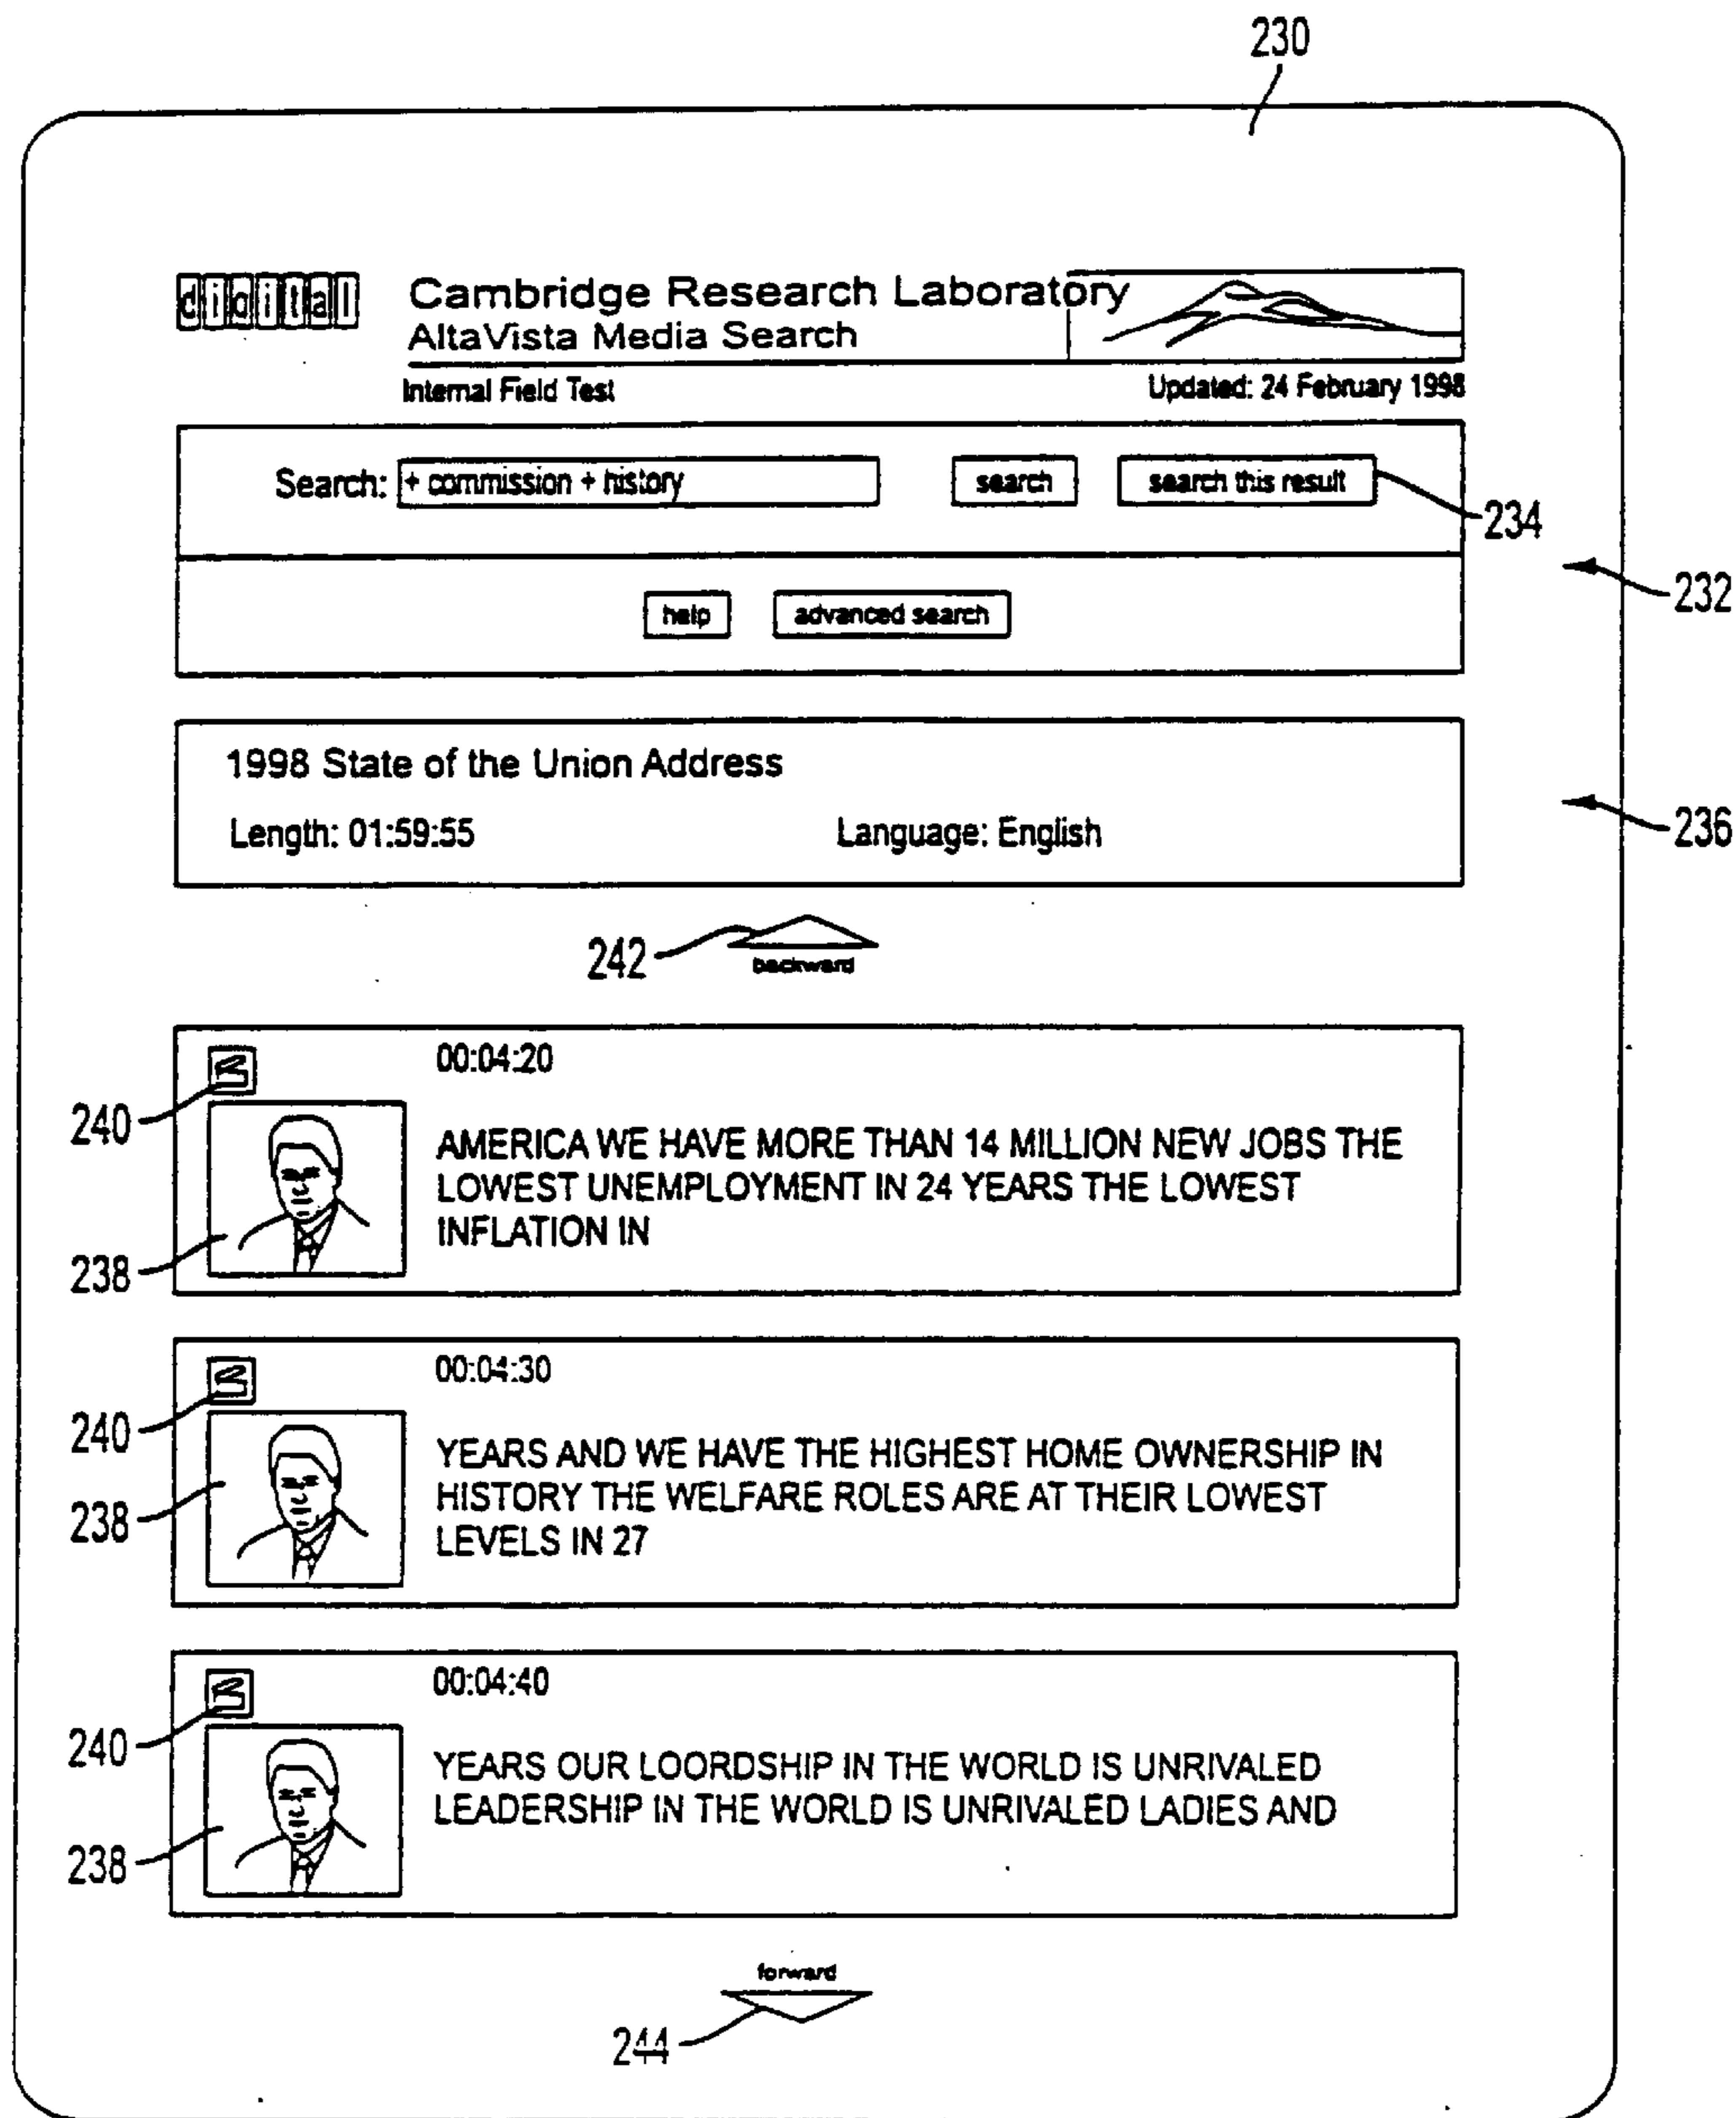 230
digital
Cambridge Research Laboratory
AltaVista Media Search
Internal Field Test
Updated: 24 February 1998
Search: + commission + history
search
search this result
234
232
help
advanced search
1998 State of the Union Address
Length: 01:59:55
Language: English
236
242
backward
00:04:20
240
238
AMERICA WE HAVE MORE THAN 14 MILLION NEW JOBS THE
LOWEST UNEMPLOYMENT IN 24 YEARS THE LOWEST
INFLATION IN
00:04:30
240
238
YEARS AND WE HAVE THE HIGHEST HOME OWNERSHIP IN
HISTORY THE WELFARE ROLES ARE AT THEIR LOWEST
LEVELS IN 27
00:04:40
240
238
YEARS OUR LOORDSHIP IN THE WORLD IS UNRIVALED
LEADERSHIP IN THE WORLD IS UNRIVALED LADIES AND
forward
244